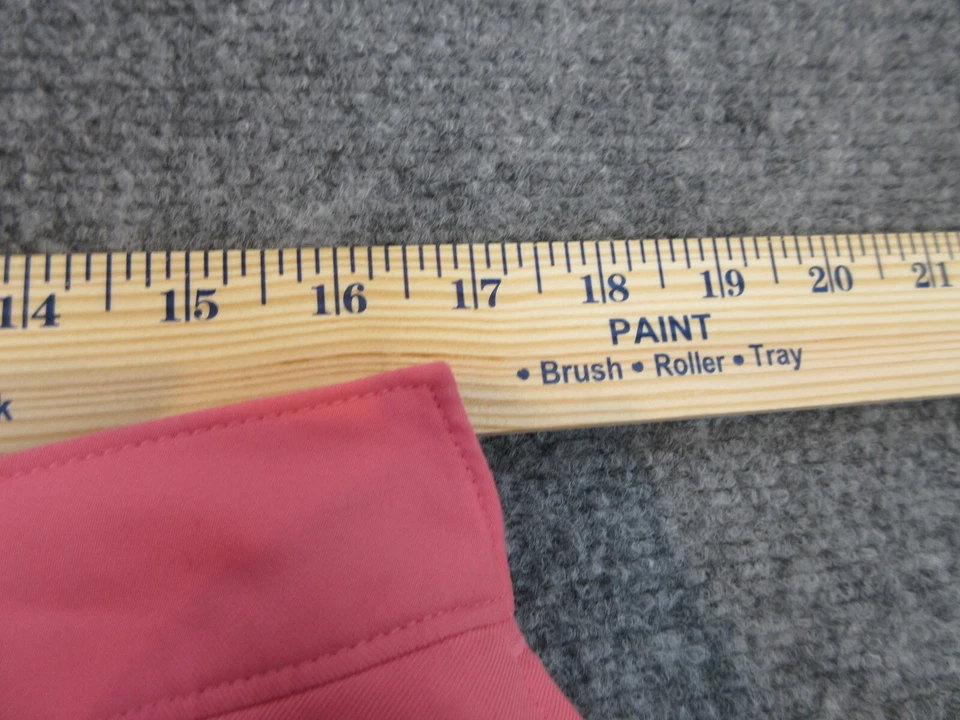 14 15 16 17 18 19 20 21
PAINT
• Brush • Roller • Tray
k